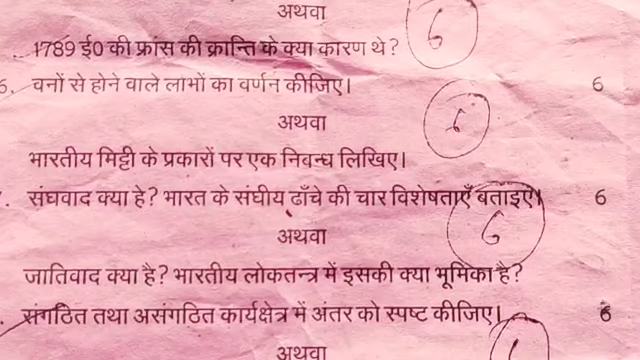 अथवा
6
1789 ई0 की फ्रांस की क्रान्ति के क्या कारण थे?
6. वनों से होने वाले लाभों का वर्णन कीजिए। 6
अथवा
6
भारतीय मिट्टी के प्रकारों पर एक निबन्ध लिखिए।
. संघवाद क्या है? भारत के संघीय ढाँचे की चार विशेषताएँ बताइए। 6
6
अथवा
जातिवाद क्या है? भारतीय लोकतन्त्र में इसकी क्या भूमिका है?
संगठित तथा असंगठित कार्यक्षेत्र में अंतर को स्पष्ट कीजिए। 6
अथवा